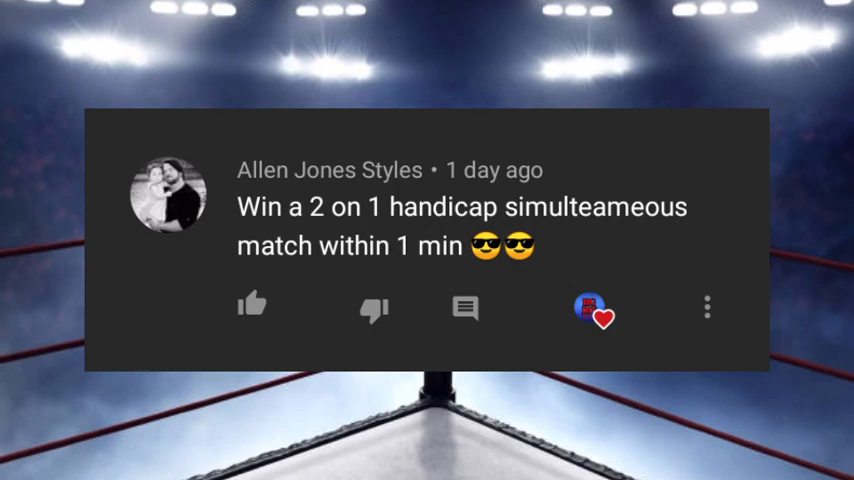 Allen Jones Styles • 1 day ago
Win a 2 on 1 handicap simulteameous
match within 1 min 😎😎